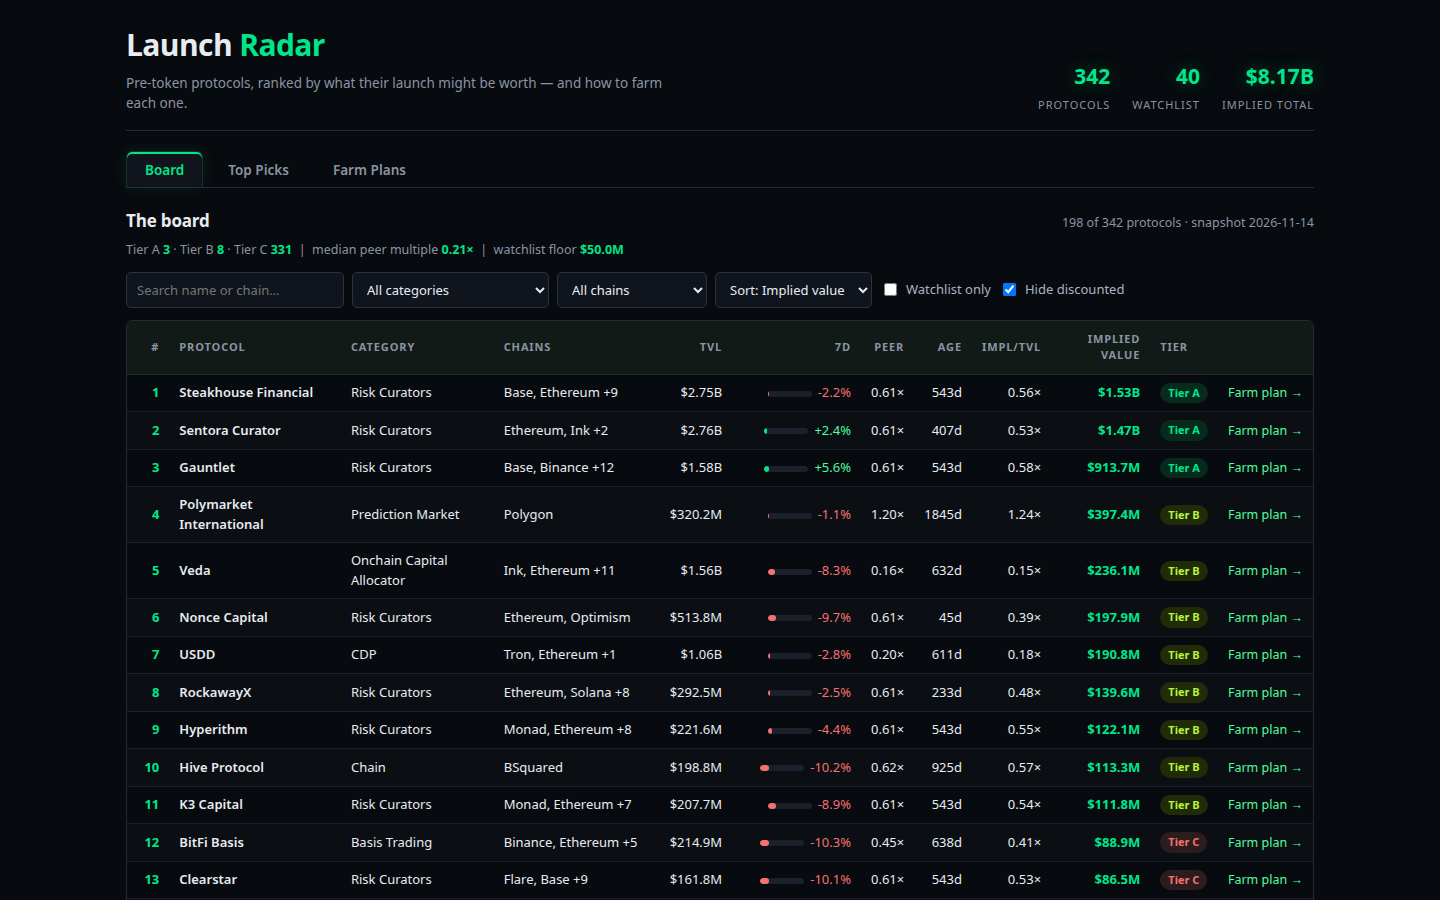 Launch Radar
Pre-token protocols, ranked by what their launch might be worth — and how to farm
each one.
342 40 $8.17B
PROTOCOLS WATCHLIST IMPLIED TOTAL
Board Top Picks Farm Plans
The board
198 of 342 protocols · snapshot 2026-11-14
Tier A 3 · Tier B 8 · Tier C 331 | median peer multiple 0.21× | watchlist floor $50.0M
Search name or chain... All categories All chains Sort: Implied value Watchlist only Hide discounted
# PROTOCOL CATEGORY CHAINS TVL 7D PEER AGE IMPL/TVL IMPLIED VALUE TIER
1 Steakhouse Financial Risk Curators Base, Ethereum +9 $2.75B -2.2% 0.61× 543d 0.56× $1.53B Tier A Farm plan →
2 Sentora Curator Risk Curators Ethereum, Ink +2 $2.76B +2.4% 0.61× 407d 0.53× $1.47B Tier A Farm plan →
3 Gauntlet Risk Curators Base, Binance +12 $1.58B +5.6% 0.61× 543d 0.58× $913.7M Tier A Farm plan →
4 Polymarket International Prediction Market Polygon $320.2M -1.1% 1.20× 1845d 1.24× $397.4M Tier B Farm plan →
5 Veda Onchain Capital Allocator Ink, Ethereum +11 $1.56B -8.3% 0.16× 632d 0.15× $236.1M Tier B Farm plan →
6 Nonce Capital Risk Curators Ethereum, Optimism $513.8M -9.7% 0.61× 45d 0.39× $197.9M Tier B Farm plan →
7 USDD CDP Tron, Ethereum +1 $1.06B -2.8% 0.20× 611d 0.18× $190.8M Tier B Farm plan →
8 RockawayX Risk Curators Ethereum, Solana +8 $292.5M -2.5% 0.61× 233d 0.48× $139.6M Tier B Farm plan →
9 Hyperithm Risk Curators Monad, Ethereum +8 $221.6M -4.4% 0.61× 543d 0.55× $122.1M Tier B Farm plan →
10 Hive Protocol Chain BSquared $198.8M -10.2% 0.62× 925d 0.57× $113.3M Tier B Farm plan →
11 K3 Capital Risk Curators Monad, Ethereum +7 $207.7M -8.9% 0.61× 543d 0.54× $111.8M Tier B Farm plan →
12 BitFi Basis Basis Trading Binance, Ethereum +5 $214.9M -10.3% 0.45× 638d 0.41× $88.9M Tier C Farm plan →
13 Clearstar Risk Curators Flare, Base +9 $161.8M -10.1% 0.61× 543d 0.53× $86.5M Tier C Farm plan →